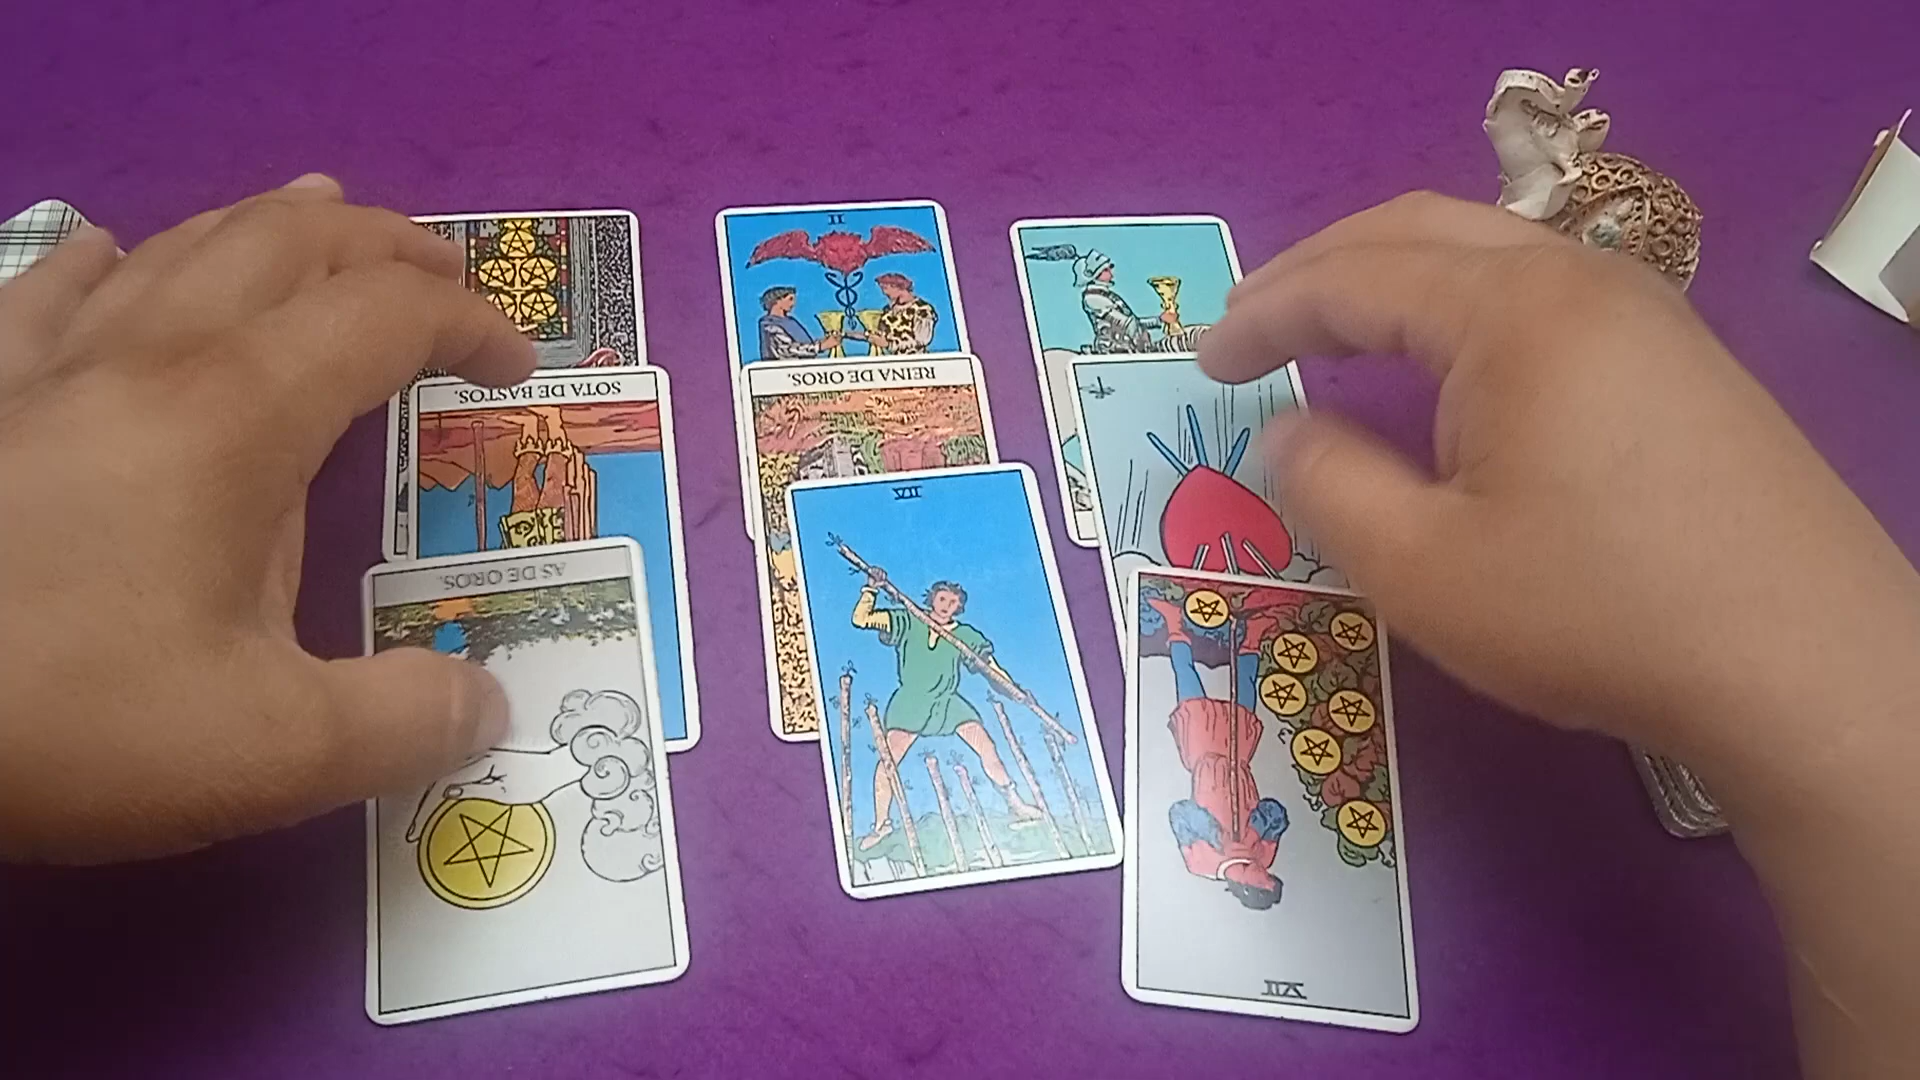 II
SOTA DE BASTOS.
REINA DE OROS.
VII
AS DE OROS.
VII